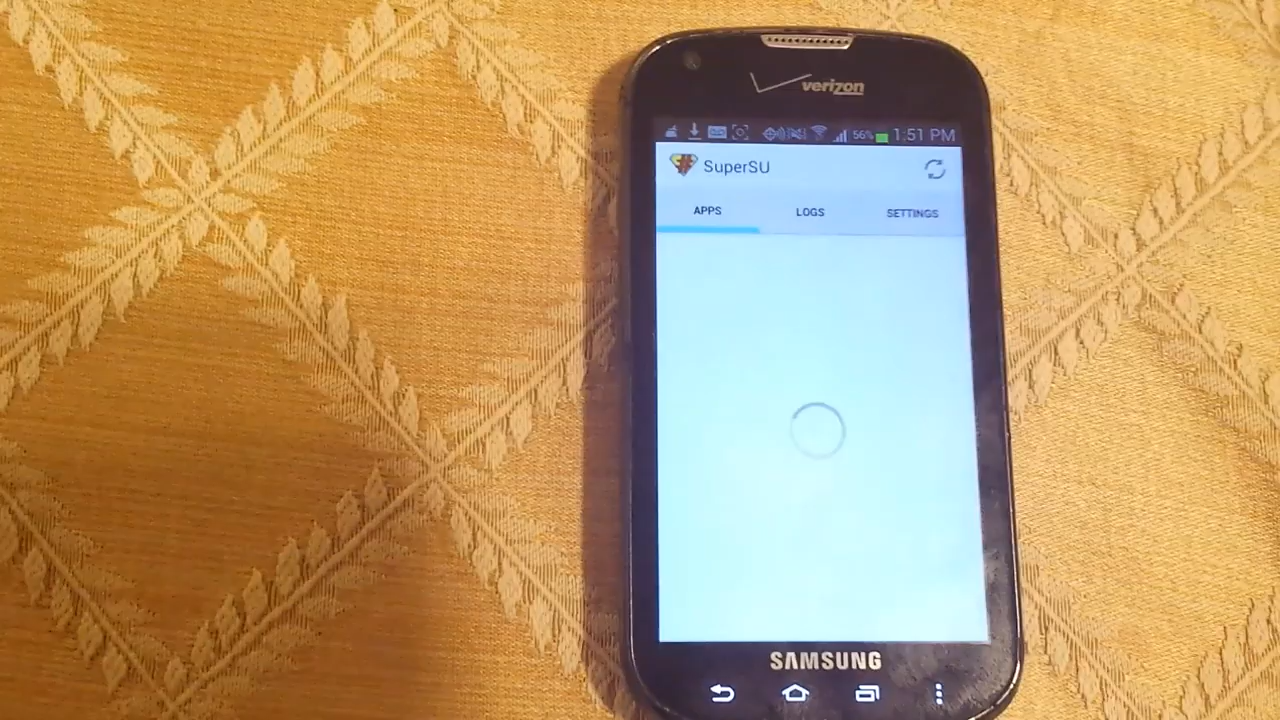 verizon
56% 1:51 PM
SuperSU
APPS LOGS SETTINGS
SAMSUNG